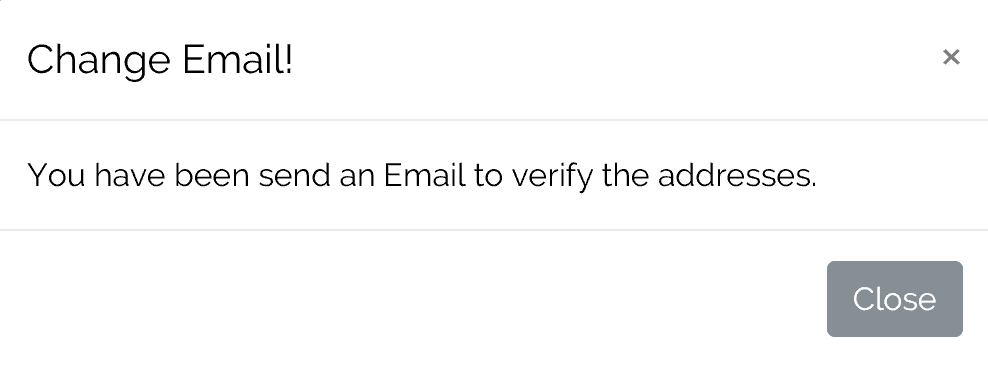 Change Email!
×
You have been send an Email to verify the addresses.
Close